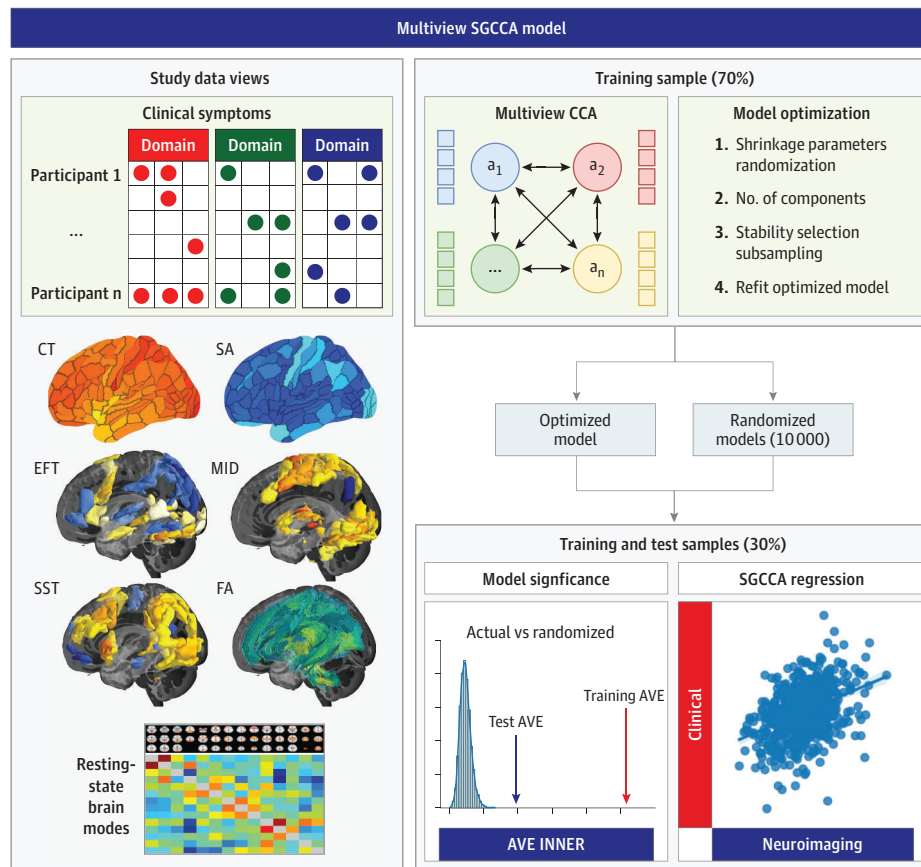 Multiview SGCCA model
Study data views
Clinical symptoms
Domain Domain Domain
Participant 1
...
Participant n
CT SA
EFT MID
SST FA
Resting-
state
brain
modes
Training sample (70%)
Multiview CCA
a1 a2
... an
Model optimization
1. Shrinkage parameters
randomization
2. No. of components
3. Stability selection
subsampling
4. Refit optimized model
Optimized
model
Randomized
models (10 000)
Training and test samples (30%)
Model signficance
Actual vs randomized
Training AVE
Test AVE
AVE INNER
SGCCA regression
Clinical
Neuroimaging